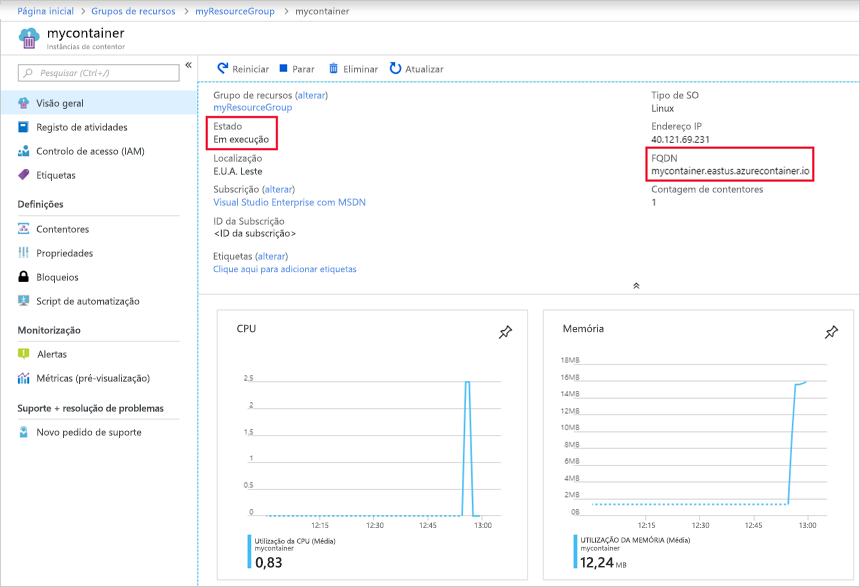 Página inicial > Grupos de recursos > myResourceGroup > mycontainer
mycontainer
Instâncias de contentor
Pesquisar (Ctrl+/)
Visão geral
Registo de atividades
Controlo de acesso (IAM)
Etiquetas
Definições
Contentores
Propriedades
Bloqueios
Script de automatização
Monitorização
Alertas
Métricas (pré-visualização)
Suporte + resolução de problemas
Novo pedido de suporte
Reiniciar Parar Eliminar Atualizar
Grupo de recursos (alterar)
myResourceGroup
Estado
Em execução
Localização
E.U.A. Leste
Subscrição (alterar)
Visual Studio Enterprise com MSDN
ID da Subscrição
<ID da subscrição>
Etiquetas (alterar)
Clique aqui para adicionar etiquetas
Tipo de SO
Linux
Endereço IP
40.121.69.231
FQDN
mycontainer.eastus.azurecontainer.io
Contagem de contentores
1
CPU
2,5
2
1,5
1
0,5
0
12:15 12:30 12:45 13:00
Utilização da CPU (Média)
mycontainer
0,83
Memória
18MB
16MB
14MB
12MB
10MB
8MB
6MB
4MB
2MB
0B
12:15 12:30 12:45 13:00
UTILIZAÇÃO DA MEMÓRIA (Média)
mycontainer
12,24 MB